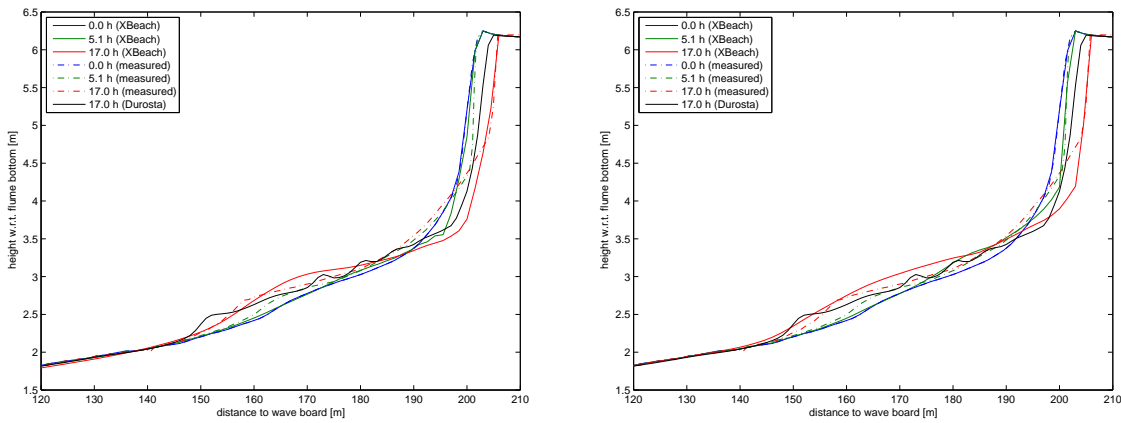 6.5
6
5.5
5
4.5
4
3.5
3
2.5
2
1.5
height w.r.t. flume bottom [m]
0.0 h (XBeach)
5.1 h (XBeach)
17.0 h (XBeach)
0.0 h (measured)
5.1 h (measured)
17.0 h (measured)
17.0 h (Durosta)
120 130 140 150 160 170 180 190 200 210
distance to wave board [m]
6.5
6
5.5
5
4.5
4
3.5
3
2.5
2
1.5
height w.r.t. flume bottom [m]
0.0 h (XBeach)
5.1 h (XBeach)
17.0 h (XBeach)
0.0 h (measured)
5.1 h (measured)
17.0 h (measured)
17.0 h (Durosta)
120 130 140 150 160 170 180 190 200 210
distance to wave board [m]